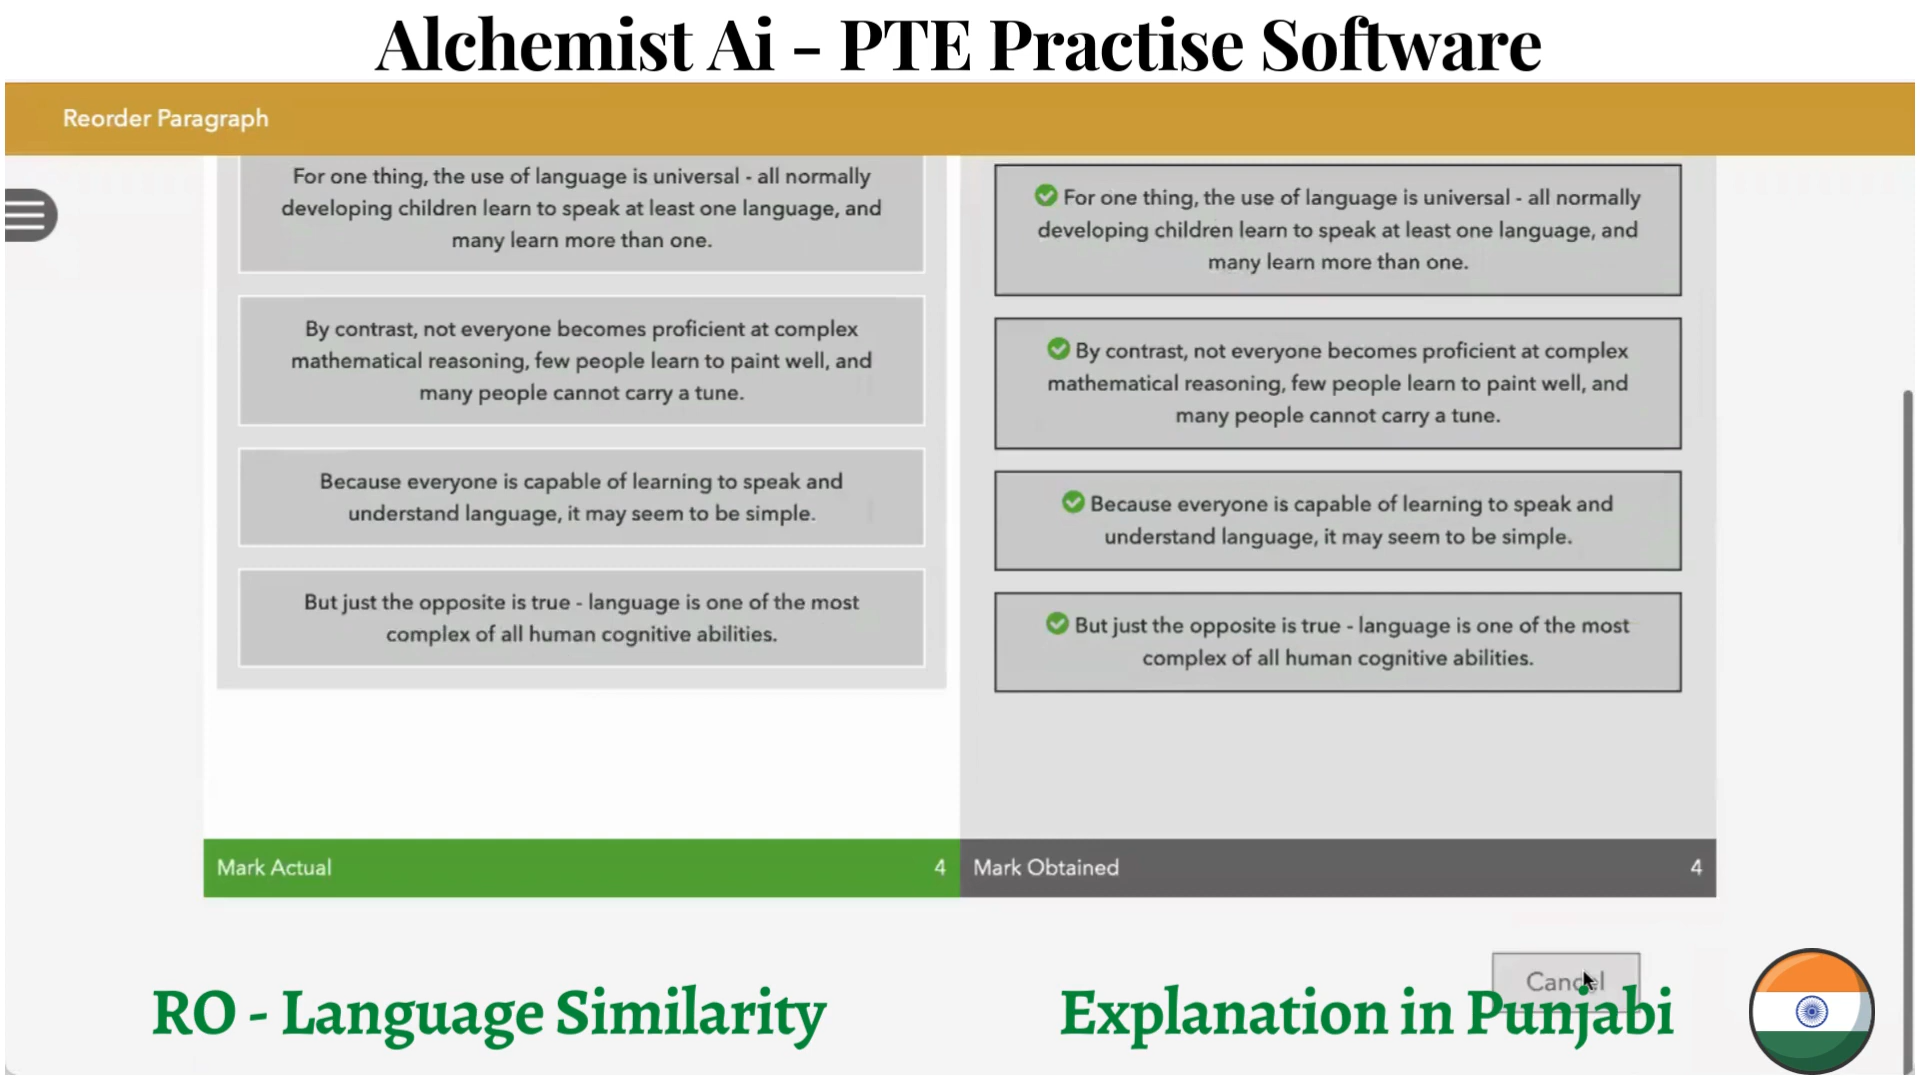 Alchemist Ai - PTE Practise Software
Reorder Paragraph
For one thing, the use of language is universal - all normally
developing children learn to speak at least one language, and
many learn more than one.
By contrast, not everyone becomes proficient at complex
mathematical reasoning, few people learn to paint well, and
many people cannot carry a tune.
Because everyone is capable of learning to speak and
understand language, it may seem to be simple.
But just the opposite is true - language is one of the most
complex of all human cognitive abilities.
For one thing, the use of language is universal - all normally
developing children learn to speak at least one language, and
many learn more than one.
By contrast, not everyone becomes proficient at complex
mathematical reasoning, few people learn to paint well, and
many people cannot carry a tune.
Because everyone is capable of learning to speak and
understand language, it may seem to be simple.
But just the opposite is true - language is one of the most
complex of all human cognitive abilities.
Mark Actual 4
Mark Obtained 4
Cancel
RO - Language Similarity
Explanation in Punjabi